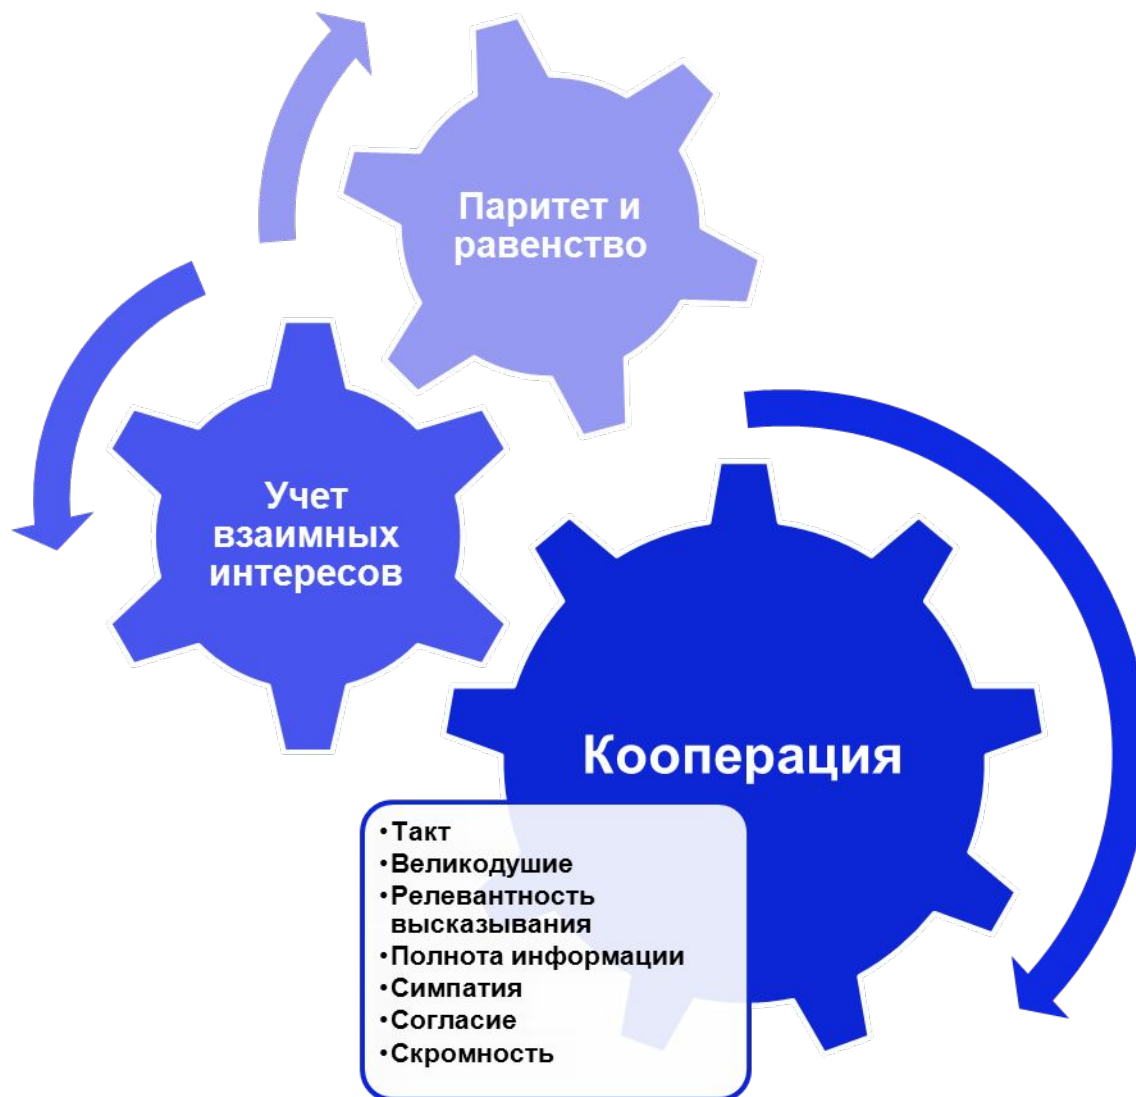 Паритет и
равенство
Учет
взаимных
интересов
Кооперация
•Такт
•Великодушие
•Релевантность
высказывания
•Полнота информации
•Симпатия
•Согласие
•Скромность